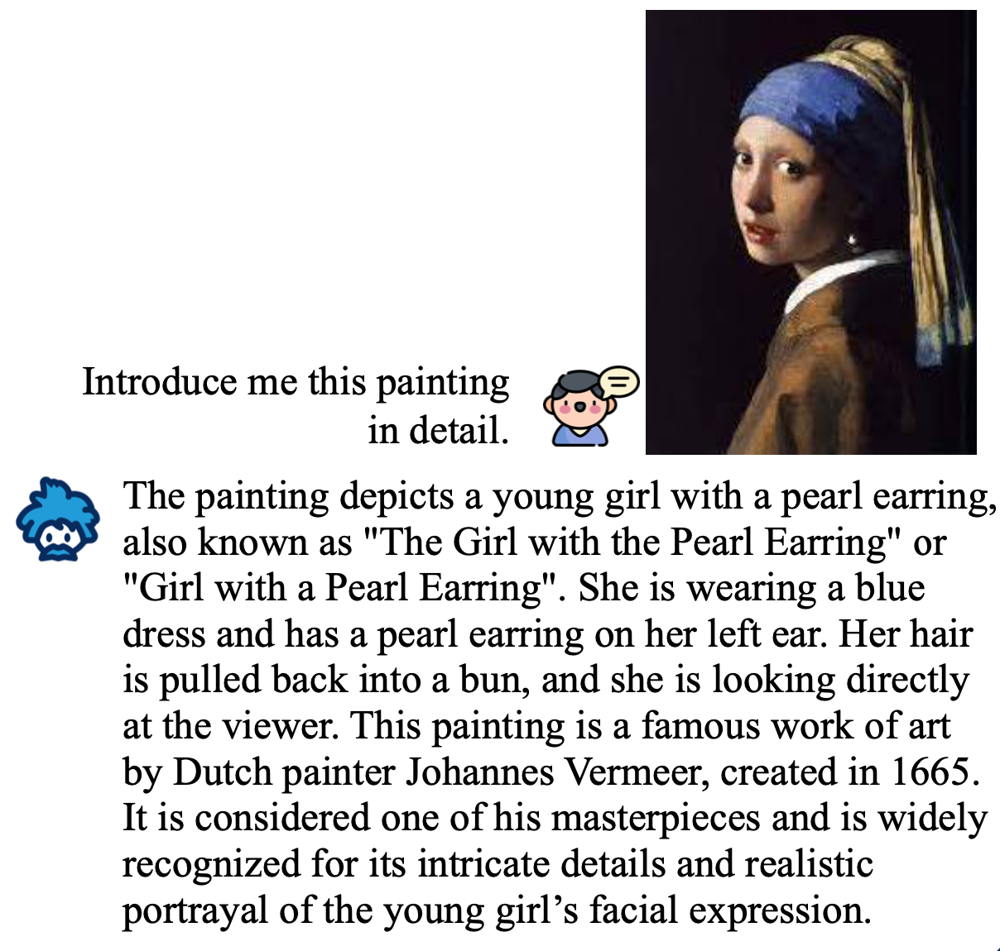 Introduce me this painting
in detail.
The painting depicts a young girl with a pearl earring,
also known as "The Girl with the Pearl Earring" or
"Girl with a Pearl Earring". She is wearing a blue
dress and has a pearl earring on her left ear. Her hair
is pulled back into a bun, and she is looking directly
at the viewer. This painting is a famous work of art
by Dutch painter Johannes Vermeer, created in 1665.
It is considered one of his masterpieces and is widely
recognized for its intricate details and realistic
portrayal of the young girl’s facial expression.